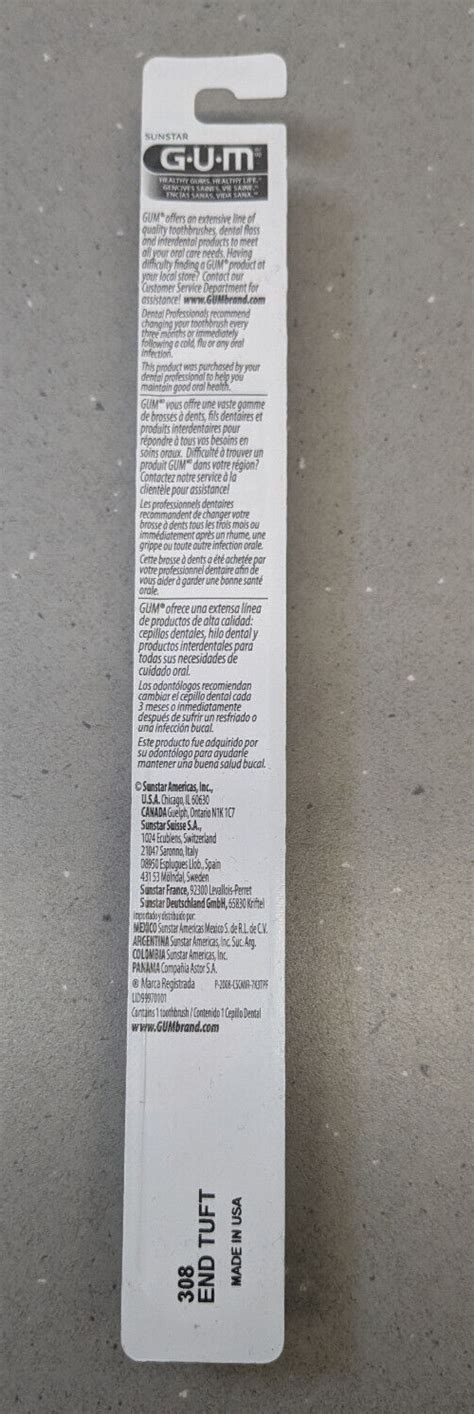 SUNSTAR
G·U·M
HEALTHY GUMS. HEALTHY LIFE.
GENCIVES SAINES, VIE SAINE.
ENCÍAS SANAS, VIDA SANA.
GUM® offers an extensive line of
quality toothbrushes, dental floss
and interdental products to meet
all your oral care needs. Having
difficulty finding a GUM® product at
your local store? Contact our
Customer Service Department for
assistance! www.GUMbrand.com
Dental Professionals recommend
changing your toothbrush every
three months or immediately
following a cold, flu or any oral
infection.
This product was purchased by your
dental professional to help you
maintain good oral health.
GUM vous offre une vaste gamme
de brosses à dents, fils dentaires et
produits interdentaires pour
répondre à tous vos besoins en
soins oraux. Difficulté à trouver un
produit GUM dans votre région?
Contactez notre service à la
clientèle pour assistance!
Les professionnels dentaires
recommandent de changer votre
brosse à dents tous les trois mois ou
immédiatement après un rhume, une
grippe ou toute autre infection orale.
Cette brosse à dents a été achetée par
votre professionnel dentaire afin de
vous aider à garder une bonne santé
orale.
GUM® ofrece una extensa línea
de productos de alta calidad:
cepillos dentales, hilo dental y
productos interdentales para
todas sus necesidades de
cuidado oral.
Los odontólogos recomiendan
cambiar el cepillo dental cada
3 meses o inmediatamente
después de sufrir un resfriado o
una infección bucal.
Este producto fue adquirido por
su odontólogo para ayudarle
mantener una buena salud bucal.
© Sunstar Americas, Inc.,
U.S.A. Chicago, IL 60630
CANADA Guelph, Ontario N1K 1C7
Sunstar Suisse S.A.,
1024 Ecublens, Switzerland
21047 Saronno, Italy
D8950 Esplugues Llob., Spain
431 53 Mölndal, Sweden
Sunstar France, 92300 Levallois-Perret
Sunstar Deutschland GmbH, 65830 Kriftel
Importado y distribuido por:
MEXICO Sunstar Americas Mexico S. de R.L. de C.V.
ARGENTINA Sunstar Americas, Inc. Suc. Arg.
COLOMBIA Sunstar Americas, Inc.
PANAMA Compañia Astor S.A.
® Marca Registrada
LID99970101
Contains 1 toothbrush / Contenido 1 Cepillo Dental
www.GUMbrand.com
308
END TUFT
MADE IN USA